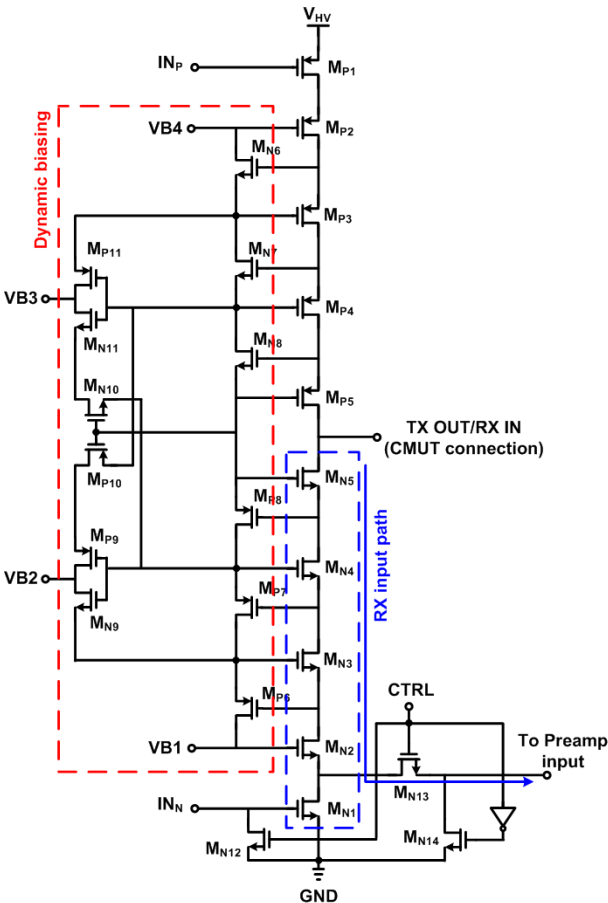 VHV
INP
MP1
VB4
MP2
MN6
MP3
Dynamic biasing
MP11
MN7
VB3
MP4
MN11
MN8
MN10
MP5
TX OUT/RX IN
(CMUT connection)
MP10
MN5
MP8
MP9
RX input path
VB2
MN4
MP7
MN9
MN3
CTRL
MP6
VB1
MN2
To Preamp
input
INN
MN1
MN13
MN12
MN14
GND